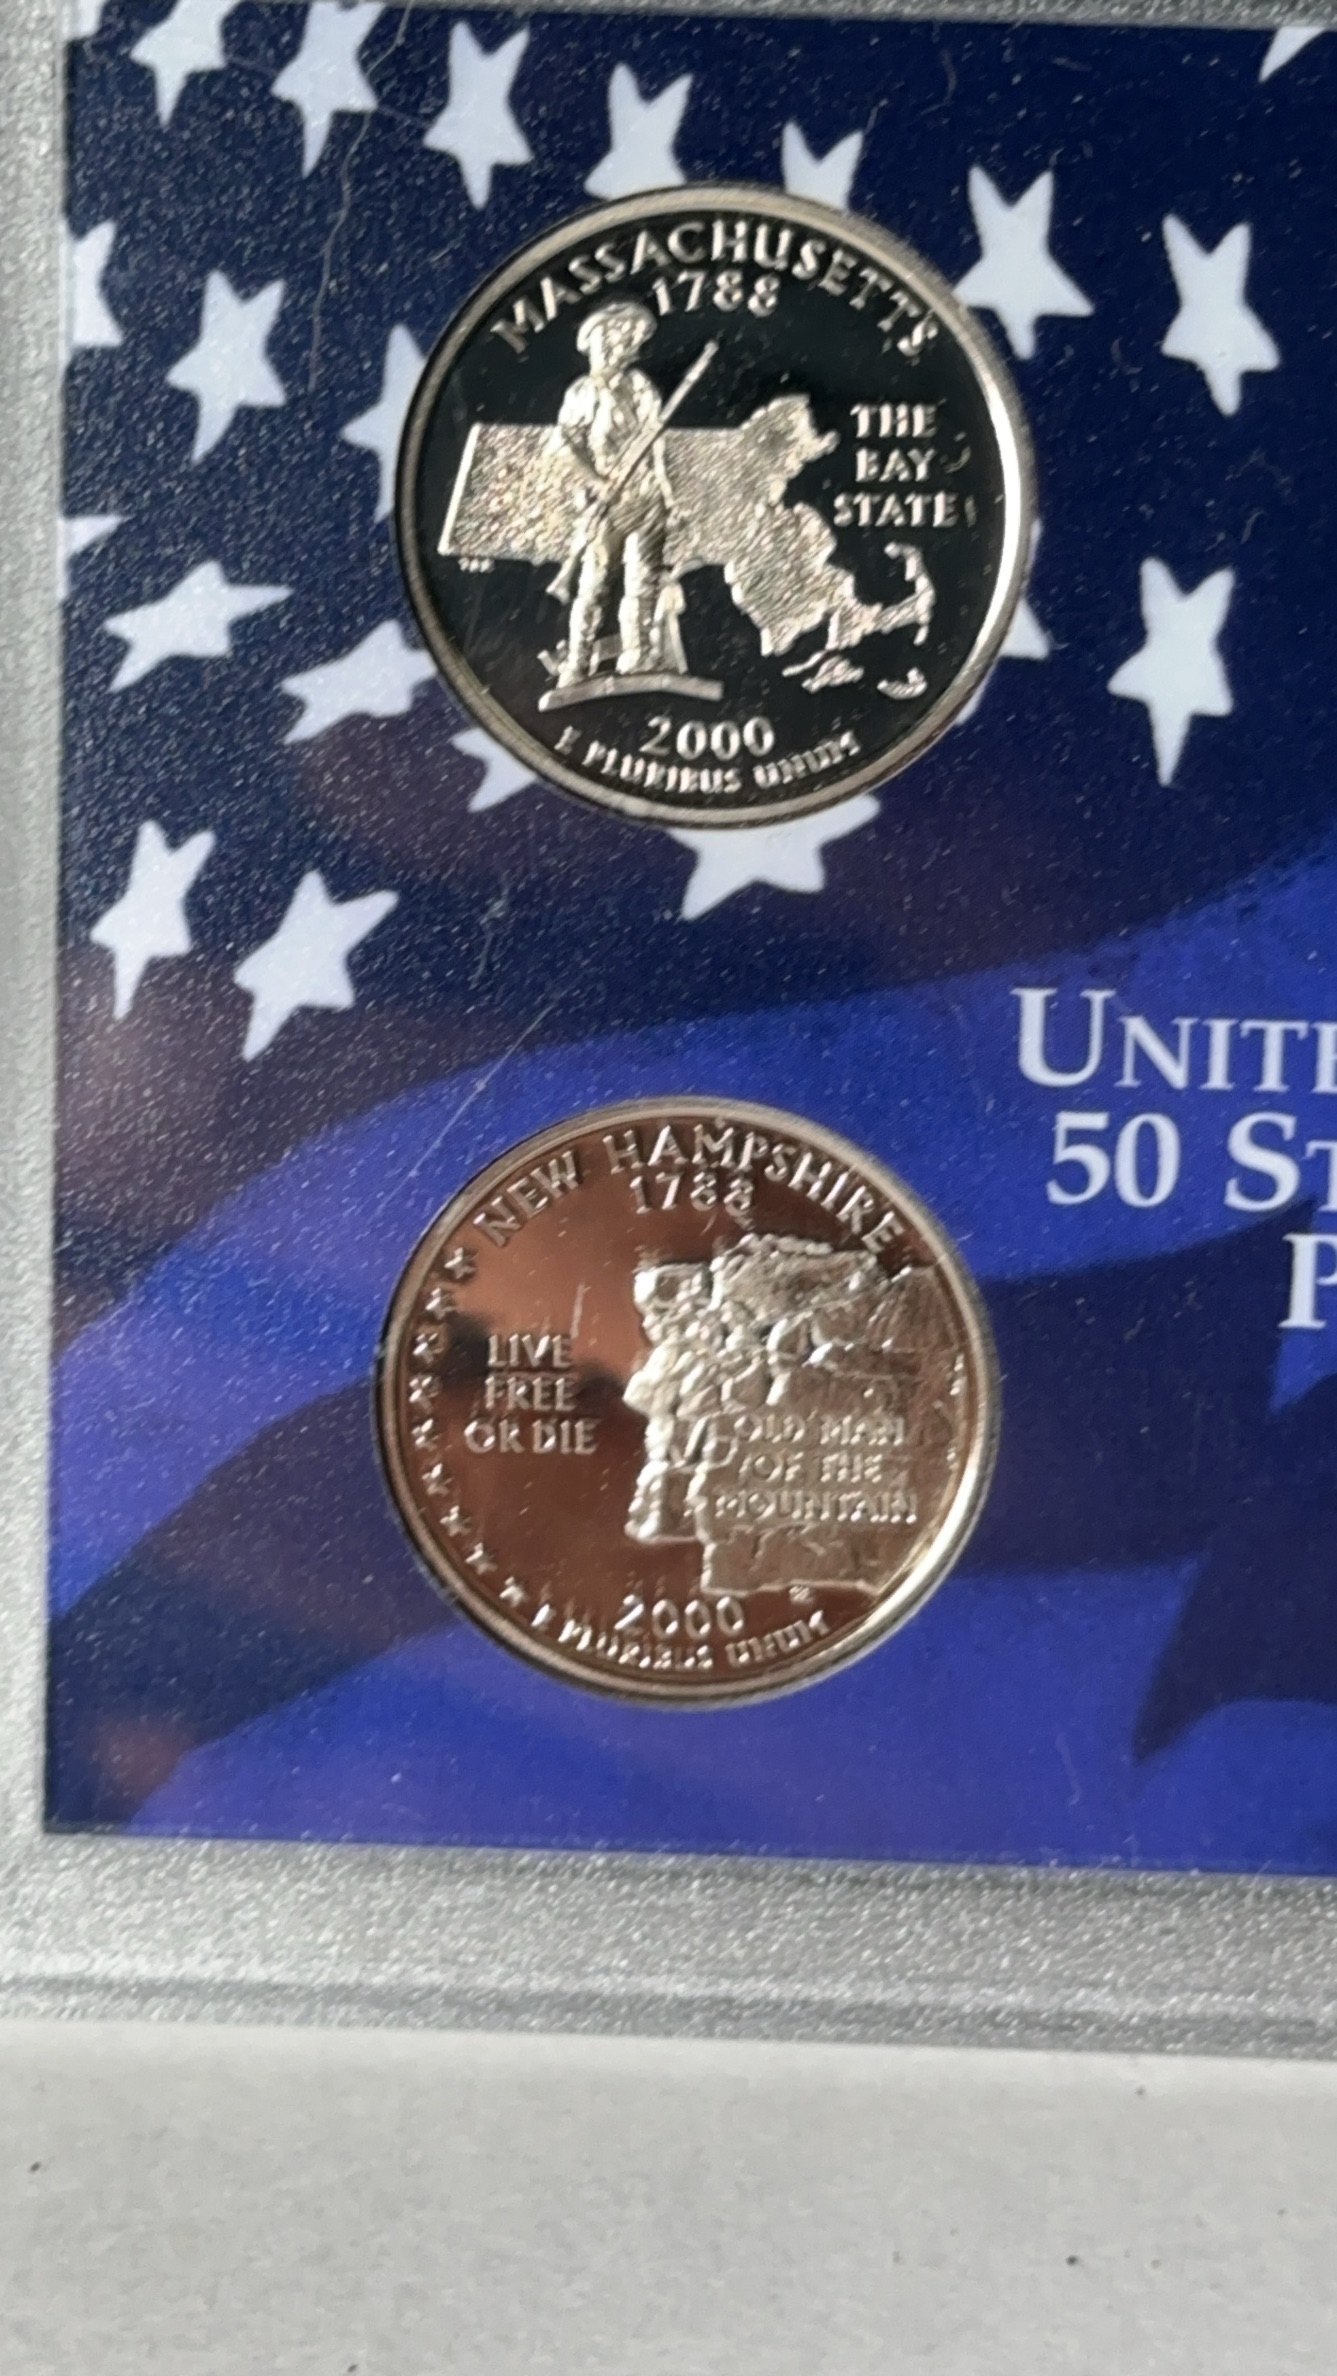 MASSACHUSETTS
1788
THE
BAY
STATE
2000
E PLURIBUS UNUM
UNITE
50 ST
P
NEW HAMPSHIRE
1788
LIVE
FREE
OR DIE
OLD MAN
OF THE
MOUNTAIN
2000
E PLURIBUS UNUM